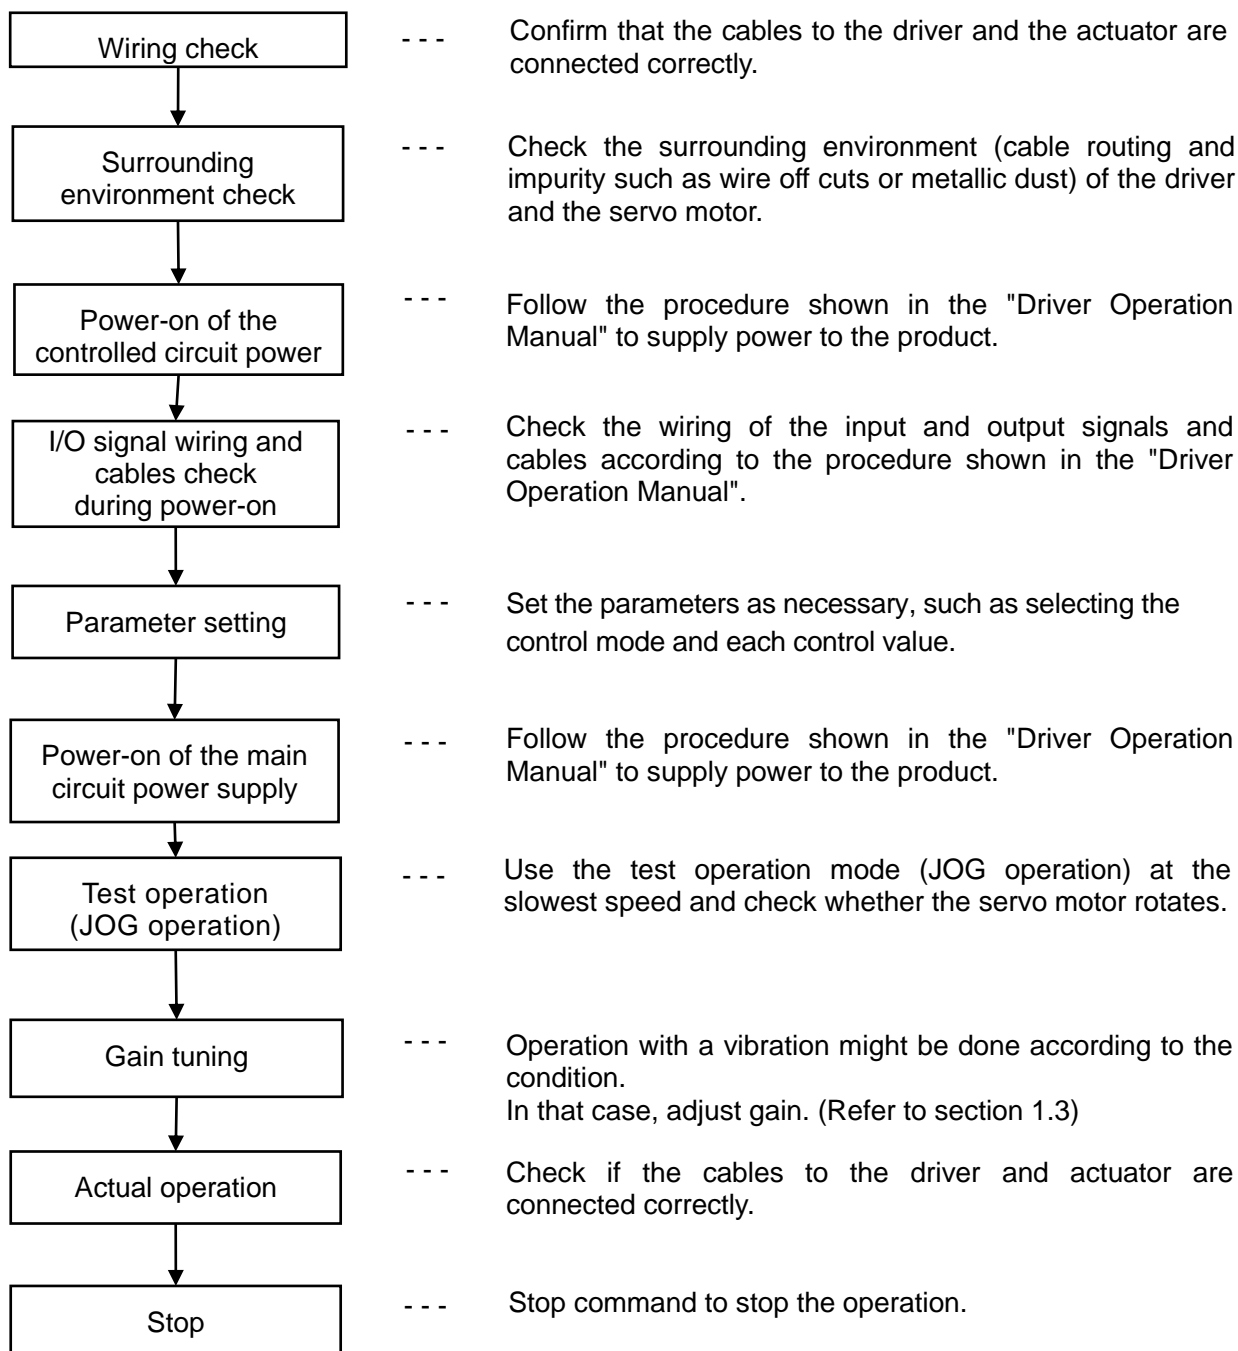 Wiring check
- - -
Confirm that the cables to the driver and the actuator are
connected correctly.
Surrounding
environment check
- - -
Check the surrounding environment (cable routing and
impurity such as wire off cuts or metallic dust) of the driver
and the servo motor.
Power-on of the
controlled circuit power
- - -
Follow the procedure shown in the "Driver Operation
Manual" to supply power to the product.
I/O signal wiring and
cables check
during power-on
- - -
Check the wiring of the input and output signals and
cables according to the procedure shown in the "Driver
Operation Manual".
Parameter setting
- - -
Set the parameters as necessary, such as selecting the
control mode and each control value.
Power-on of the main
circuit power supply
- - -
Follow the procedure shown in the "Driver Operation
Manual" to supply power to the product.
Test operation
(JOG operation)
- - -
Use the test operation mode (JOG operation) at the
slowest speed and check whether the servo motor rotates.
Gain tuning
- - -
Operation with a vibration might be done according to the
condition.
In that case, adjust gain. (Refer to section 1.3)
Actual operation
- - -
Check if the cables to the driver and actuator are
connected correctly.
Stop
- - -
Stop command to stop the operation.